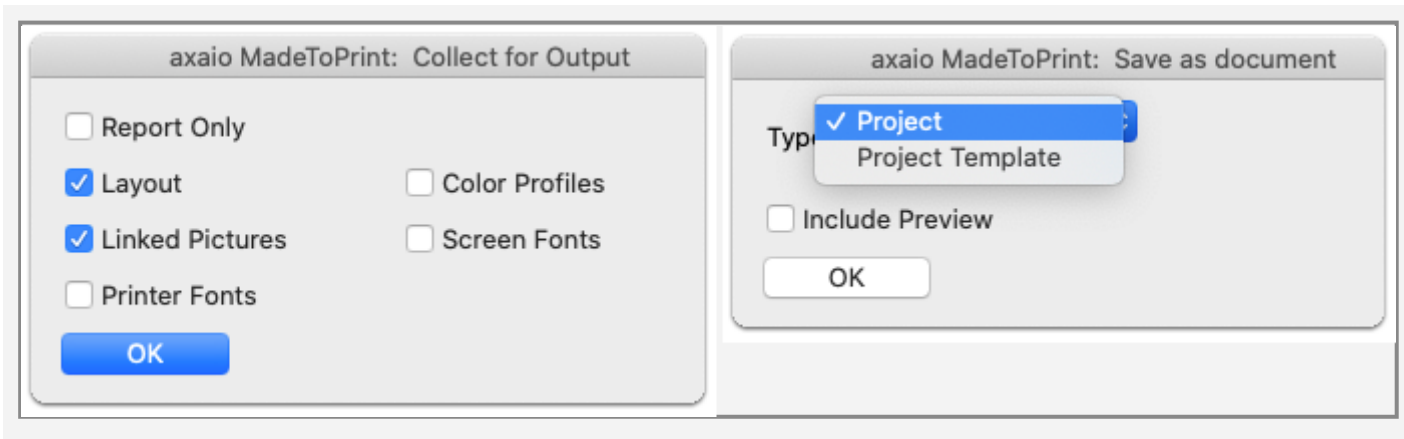 axaio MadeToPrint: Collect for Output
Report Only
Layout
Color Profiles
Linked Pictures
Screen Fonts
Printer Fonts
OK
axaio MadeToPrint: Save as document
Type
Project
Project Template
Include Preview
OK